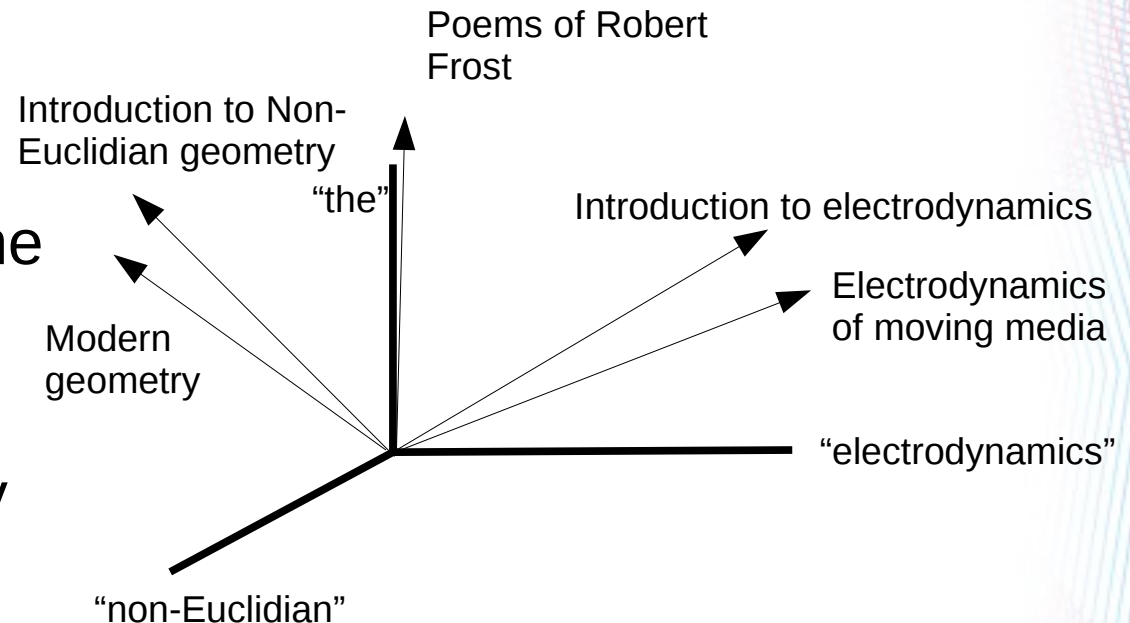 Poems of Robert
Frost
Introduction to Non-
Euclidian geometry
“the”
Introduction to electrodynamics
Electrodynamics
of moving media
Modern
geometry
“electrodynamics”
“non-Euclidian”